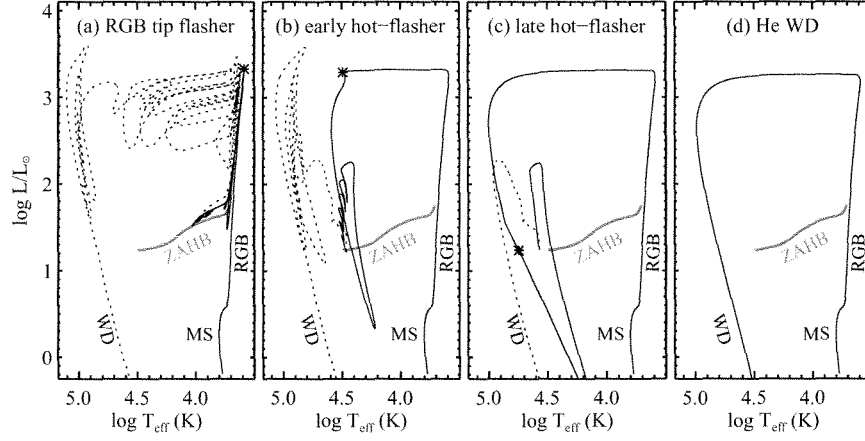 (a) RGB tip flasher
(b) early hot-flasher
(c) late hot-flasher
(d) He WD
log L/L☉
4
3
2
1
0
RGB
ZAHB
WD
MS
RGB
ZAHB
WD
MS
RGB
ZAHB
WD
MS
RGB
ZAHB
MS
5.0 4.5 4.0
5.0 4.5 4.0
5.0 4.5 4.0
5.0 4.5 4.0
log Teff (K)
log Teff (K)
log Teff (K)
log Teff (K)